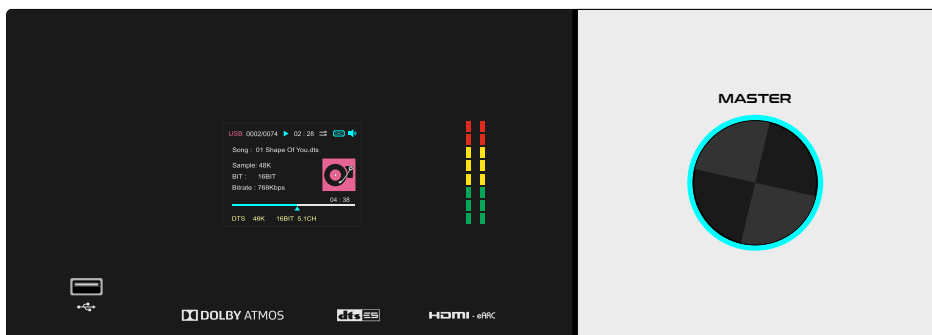 MASTER
USB 0002/0074 02 : 28
Song : 01 Shape Of You.dts
Sample: 48K
BIT : 16BIT
Bitrate : 768Kbps
04 : 38
DTS 48K 16BIT 5.1CH
DOLBY ATMOS
dts ES
HDMI - eARC